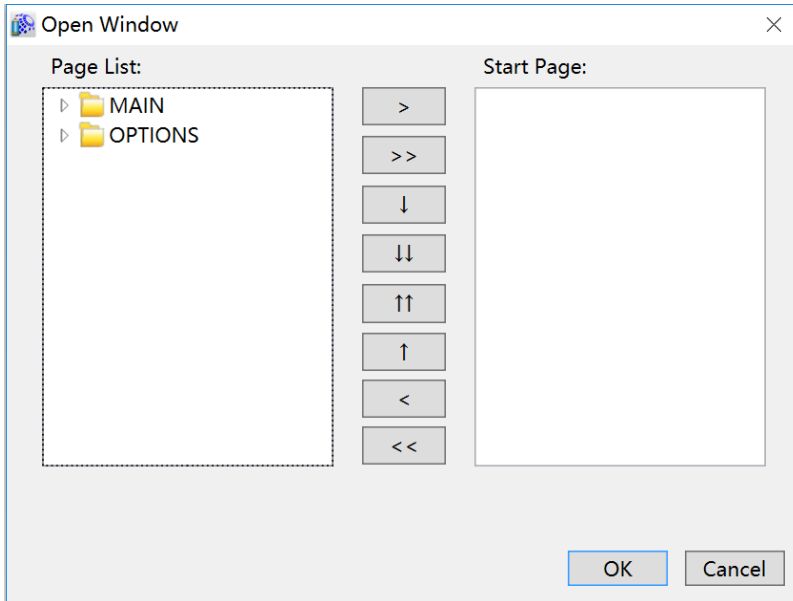 Open Window
Page List:
Start Page:
MAIN
OPTIONS
>
>>
↓
↓↓
↑↑
↑
<
<<
OK
Cancel